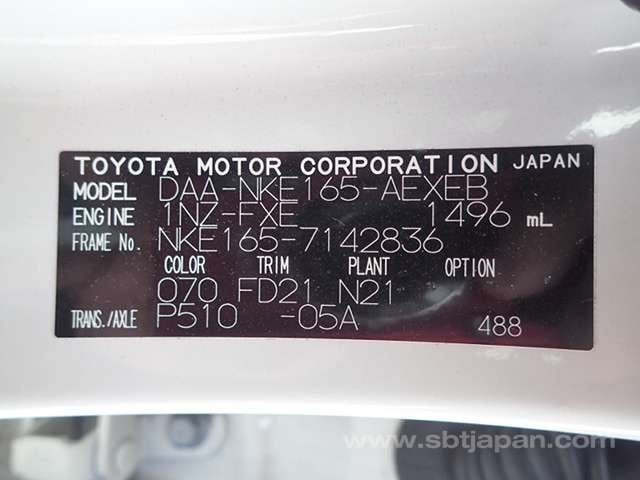 TOYOTA MOTOR CORPORATION JAPAN
MODEL DAA-NKE165-AEXEB
ENGINE 1NZ-FXE 1496 mL
FRAME No. NKE165-7142836
COLOR TRIM PLANT OPTION
070 FD21 N21
TRANS./AXLE P510 -05A 488
www.sbtjapan.com